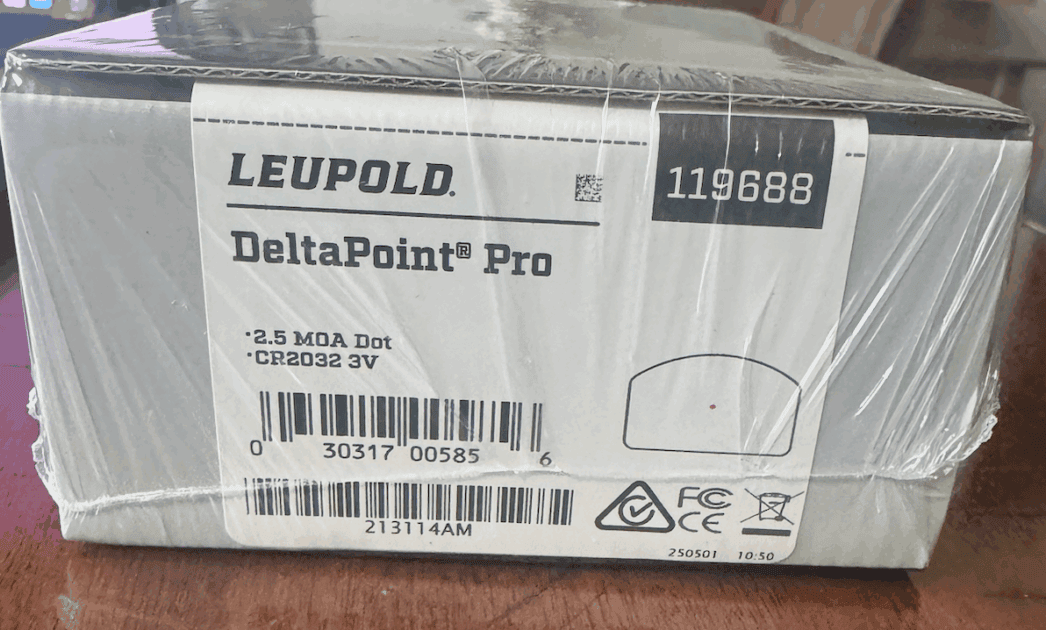 LEUPOLD.
119688
DeltaPoint® Pro
·2.5 MOA Dot
·CR2032 3V
0 30317 00585 6
213114AM
FC CE
250501 10:50